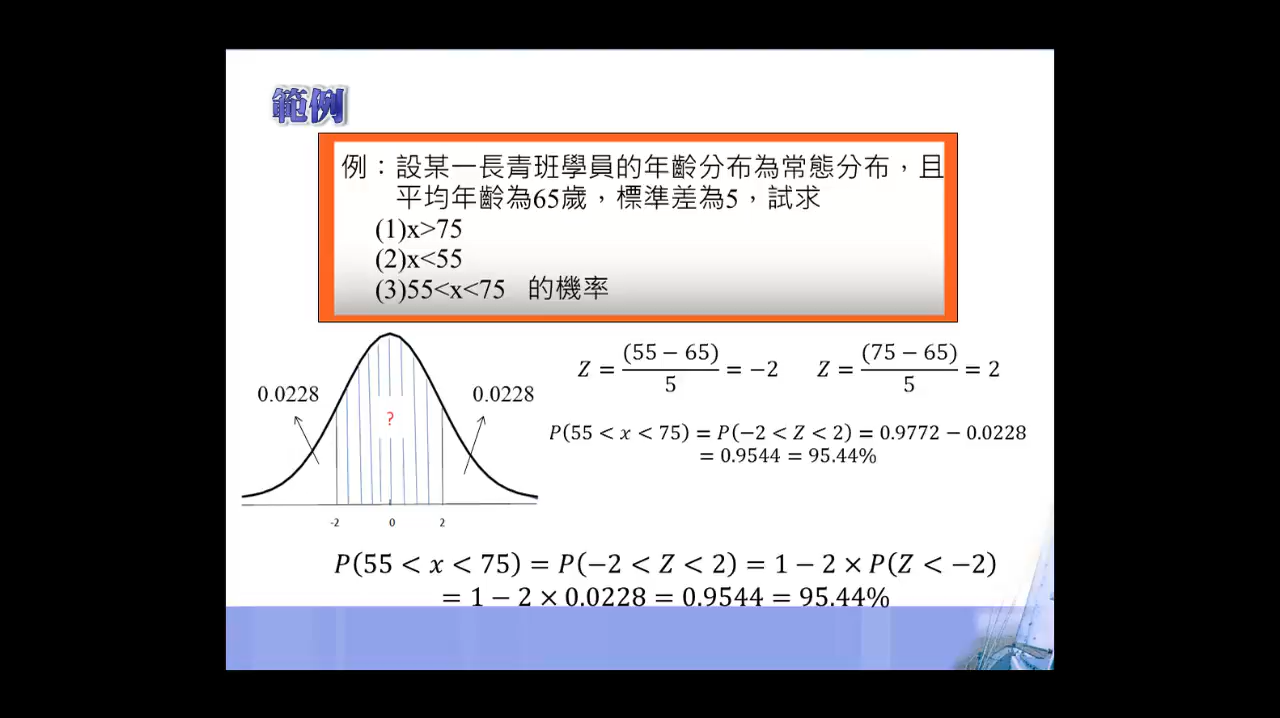 範例
例：設某一長青班學員的年齡分布為常態分布，且
平均年齡為65歲，標準差為5，試求
(1)x>75
(2)x<55
(3)55<x<75 的機率
Z = (55 − 65)/5 = −2 Z = (75 − 65)/5 = 2
0.0228 0.0228
?
P(55 < x < 75) = P(−2 < Z < 2) = 0.9772 − 0.0228
= 0.9544 = 95.44%
-2 0 2
P(55 < x < 75) = P(−2 < Z < 2) = 1 − 2 × P(Z < −2)
= 1 − 2 × 0.0228 = 0.9544 = 95.44%